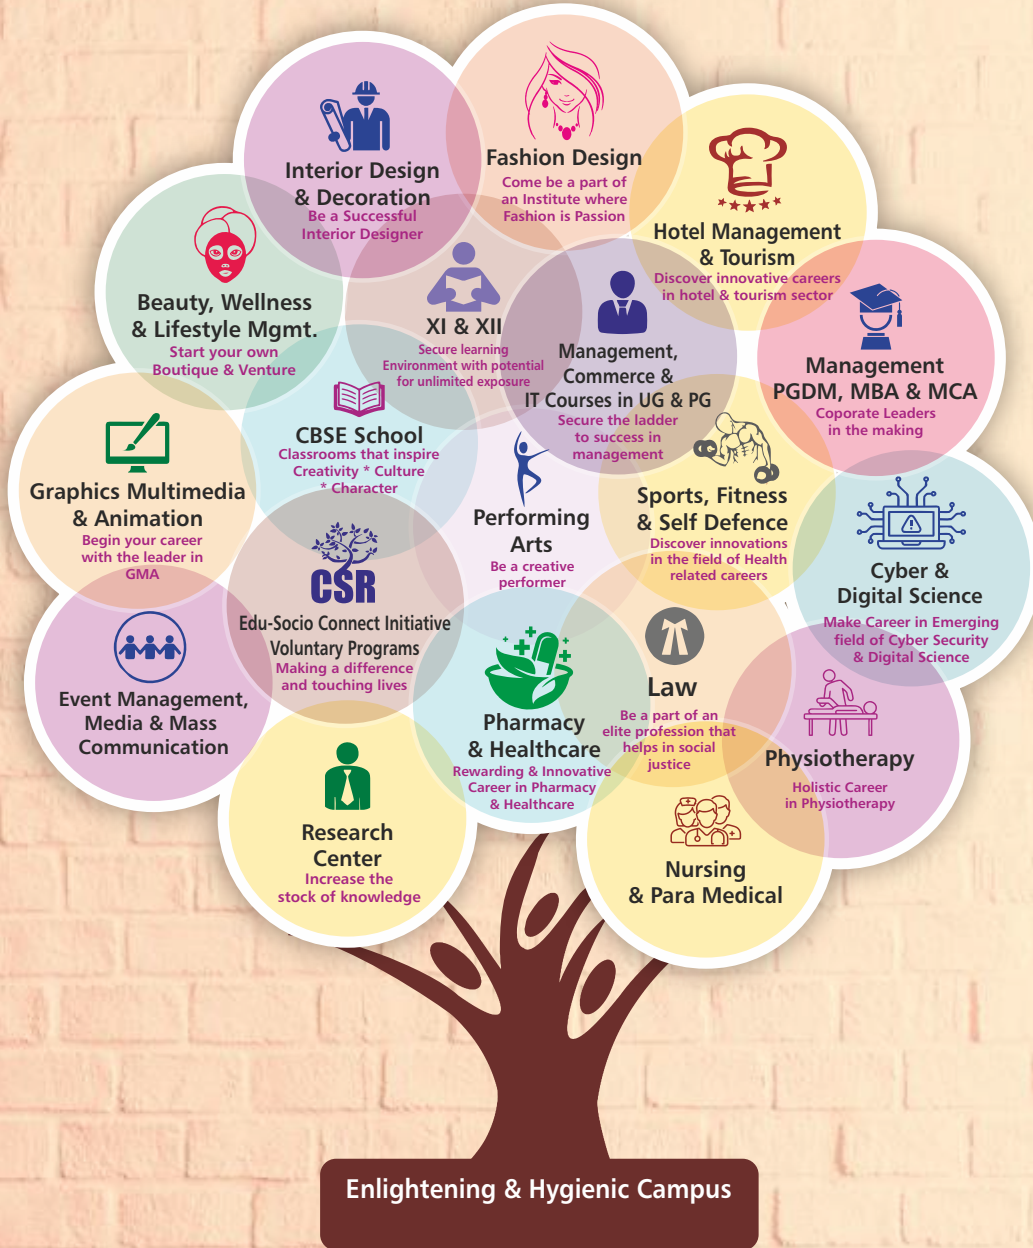 Fashion Design
Come be a part of
an Institute where
Fashion is Passion
Interior Design
& Decoration
Be a Successful
Interior Designer
Hotel Management
& Tourism
Discover innovative careers
in hotel & tourism sector
Beauty, Wellness
& Lifestyle Mgmt.
Start your own
Boutique & Venture
XI & XII
Secure learning
Environment with potential
for unlimited exposure
Management,
Commerce &
IT Courses in UG & PG
Secure the ladder
to success in
management
Management
PGDM, MBA & MCA
Coporate Leaders
in the making
CBSE School
Classrooms that inspire
Creativity * Culture
* Character
Graphics Multimedia
& Animation
Begin your career
with the leader in
GMA
Performing
Arts
Be a creative
performer
Sports, Fitness
& Self Defence
Discover innovations
in the field of Health
related careers
Cyber &
Digital Science
Make Career in Emerging
field of Cyber Security
& Digital Science
CSR
Edu-Socio Connect Initiative
Voluntary Programs
Making a difference
and touching lives
Event Management,
Media & Mass
Communication
Pharmacy
& Healthcare
Rewarding & Innovative
Career in Pharmacy
& Healthcare
Law
Be a part of an
elite profession that
helps in social
justice
Physiotherapy
Holistic Career
in Physiotherapy
Research
Center
Increase the
stock of knowledge
Nursing
& Para Medical
Enlightening & Hygienic Campus